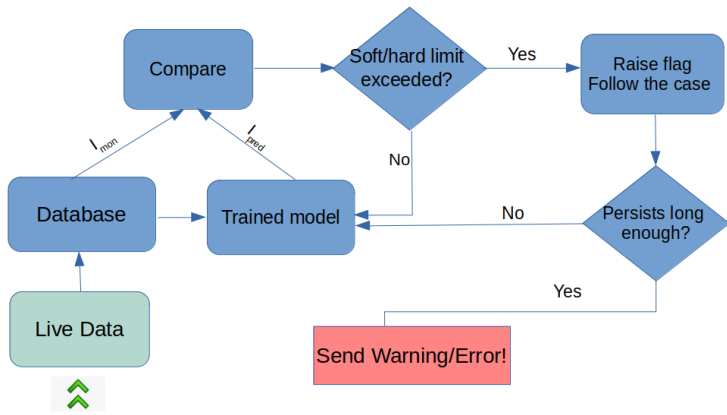 Compare
Soft/hard limit
exceeded?
Yes
Raise flag
Follow the case
I mon
I pred
No
Database
Trained model
No
Persists long
enough?
Live Data
Yes
Send Warning/Error!